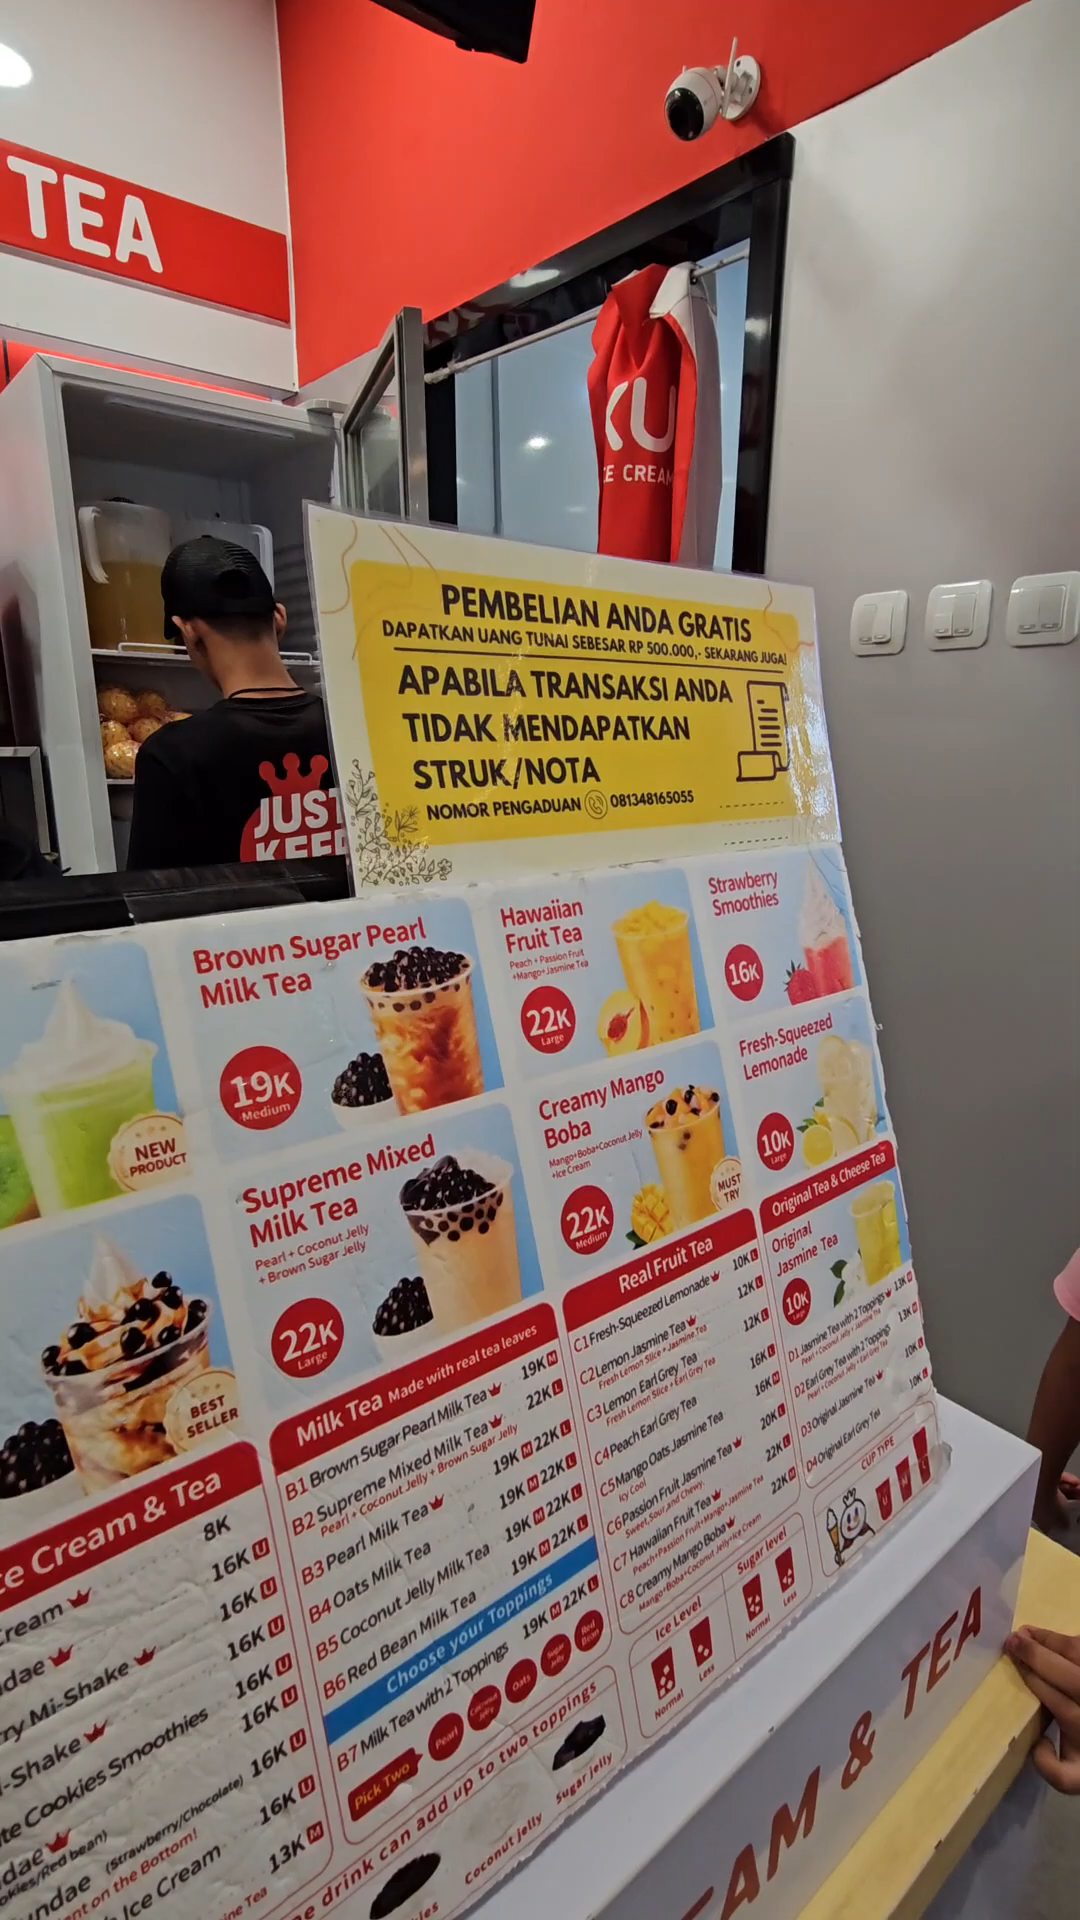 TEA
KU
CE CREAM
JUST
KEEP
PEMBELIAN ANDA GRATIS
DAPATKAN UANG TUNAI SEBESAR RP 500.000,- SEKARANG JUGA!
APABILA TRANSAKSI ANDA
TIDAK MENDAPATKAN
STRUK/NOTA
NOMOR PENGADUAN 081348165055
NEW
PRODUCT
Brown Sugar Pearl
Milk Tea
19K
Medium
Hawaiian
Fruit Tea
Peach + Passion Fruit
+Mango+Jasmine Tea
22K
Large
Strawberry
Smoothies
16K
BEST
SELLER
Supreme Mixed
Milk Tea
Pearl + Coconut Jelly
+ Brown Sugar Jelly
22K
Large
Creamy Mango
Boba
Mango+Boba+Coconut Jelly
+Ice Cream
22K
Medium
MUST
TRY
Fresh-Squeezed
Lemonade
10K
Large
Original Tea & Cheese Tea
Original
Jasmine Tea
10K
Large
D1 Jasmine Tea with 2 Toppings 13K M
Pearl + Coconut Jelly + Jasmine Tea
D2 Earl Grey Tea with 2 Toppings 13K M
Pearl + Coconut Jelly + Earl Grey Tea
D3 Original Jasmine Tea 10K L
D4 Original Earl Grey Tea 10K L
CUP TYPE
U M L
Real Fruit Tea
C1 Fresh-Squeezed Lemonade 10K L
C2 Lemon Jasmine Tea 12K L
Fresh Lemon Slice + Jasmine Tea
C3 Lemon Earl Grey Tea 12K L
Fresh Lemon Slice + Earl Grey Tea
C4 Peach Earl Grey Tea 16K L
C5 Mango Oats Jasmine Tea 16K M
Icy Cool
C6 Passion Fruit Jasmine Tea 20K L
Sweet, Sour, and Chewy
C7 Hawaiian Fruit Tea 22K L
Peach+Passion Fruit+Mango+Jasmine Tea
C8 Creamy Mango Boba 22K M
Mango+Boba+Coconut Jelly+Ice Cream
Ice Level
Normal
Less
Sugar level
Normal
Less
Milk Tea Made with real tea leaves
B1 Brown Sugar Pearl Milk Tea 19K M
B2 Supreme Mixed Milk Tea 22K L
Pearl + Coconut Jelly + Brown Sugar Jelly
B3 Pearl Milk Tea 19K M 22K L
B4 Oats Milk Tea 19K M 22K L
B5 Coconut Jelly Milk Tea 19K M 22K L
B6 Red Bean Milk Tea 19K M 22K L
Choose your Toppings
B7 Milk Tea with 2 Toppings 19K M 22K L
Pick Two
Pearl
Coconut Jelly
Oats
Sugar Jelly
Red Bean
ce Cream & Tea
Cream 8K
ndae 16K U
ry Mi-Shake 16K U
-Shake 16K U
te Cookies Smoothies 16K U
16K U
ndae 16K U
okies/Red bean)
ndae (Strawberry/Chocolate) 16K U
ent on the Bottom!
Ice Cream 13K M
ine Tea
ne drink can add up to two toppings
Coconut jelly
Sugar jelly
EAM & TEA